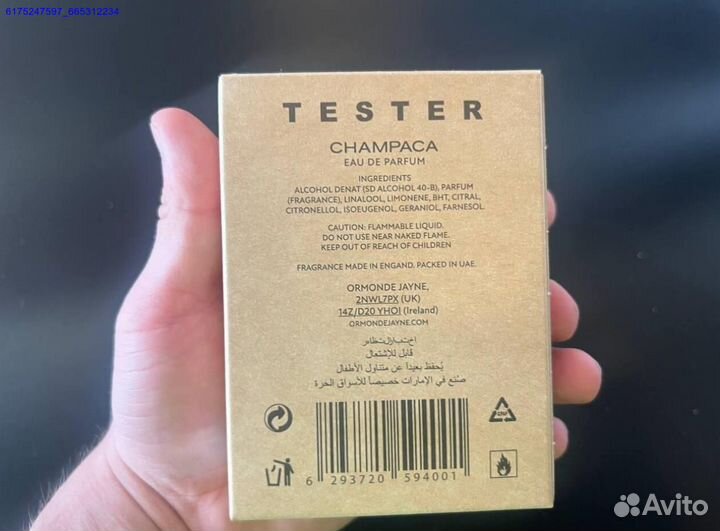 6175247597_665312234
TESTER
CHAMPACA
EAU DE PARFUM
INGREDIENTS
ALCOHOL DENAT (SD ALCOHOL 40-B), PARFUM
(FRAGRANCE), LINALOOL, LIMONENE, BHT, CITRAL,
CITRONELLOL, ISOEUGENOL, GERANIOL, FARNESOL.
CAUTION: FLAMMABLE LIQUID.
DO NOT USE NEAR NAKED FLAME.
KEEP OUT OF REACH OF CHILDREN
FRAGRANCE MADE IN ENGAND. PACKED IN UAE.
ORMONDE JAYNE,
2NWL7PX (UK)
14Z/D20 YHOI (Ireland)
ORMONDEJAYNE.COM
قابل للإشتعال
يُحفظ بعيداً عن متناول الأطفال
صُنع في الإمارات خصيصاً للأسواق الحرة
6 293720 594001
Avito